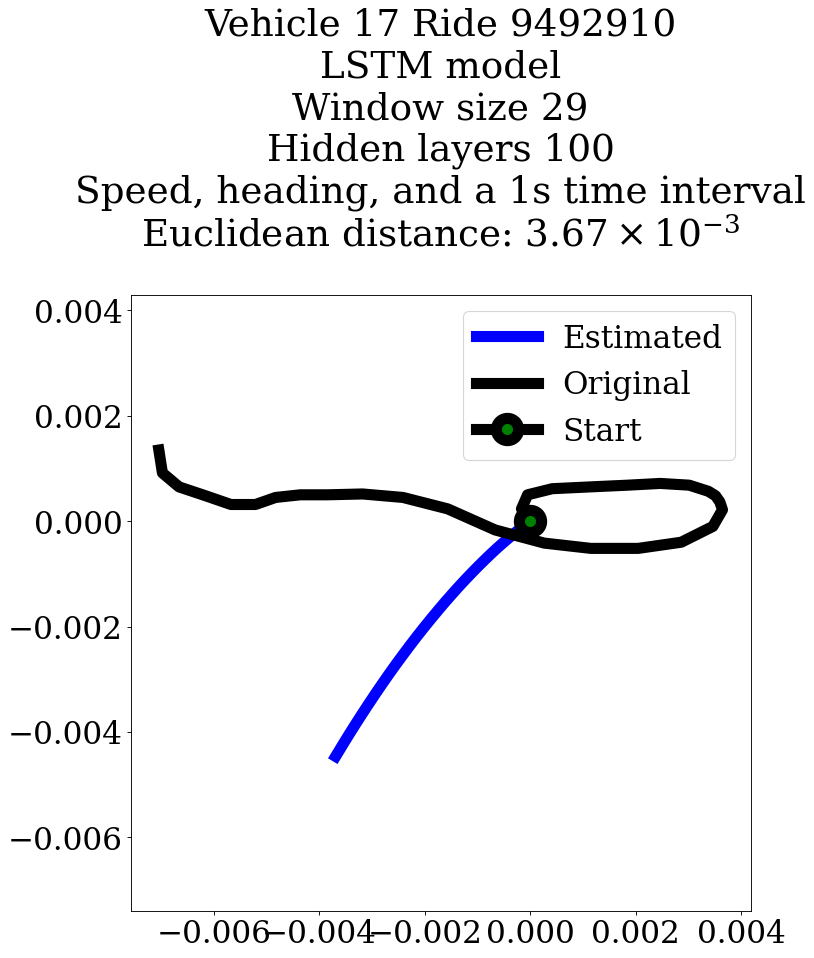 Vehicle 17 Ride 9492910
LSTM model
Window size 29
Hidden layers 100
Speed, heading, and a 1s time interval
Euclidean distance: 3.67 × 10⁻³
Estimated
Original
Start
0.004
0.002
0.000
−0.002
−0.004
−0.006
−0.006 −0.004 −0.002 0.000 0.002 0.004